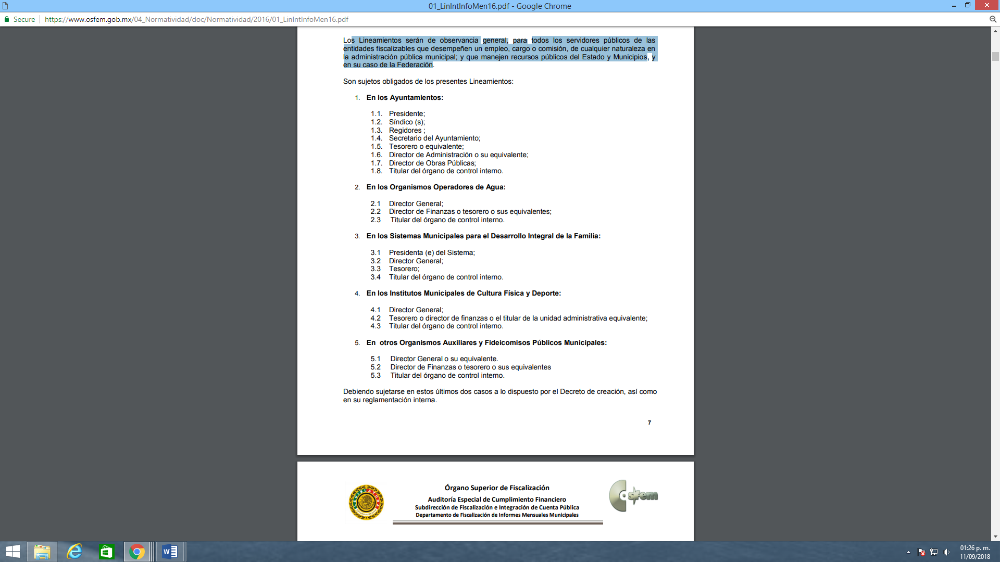 01_LinIntInfoMen16.pdf - Google Chrome
Secure
https://www.osfem.gob.mx/04_Normatividad/doc/Normatividad/2016/01_LinIntInfoMen16.pdf
Los Lineamientos serán de observancia general, para todos los servidores públicos de las
entidades fiscalizables que desempeñen un empleo, cargo o comisión, de cualquier naturaleza en
la administración pública municipal; y que manejen recursos públicos del Estado y Municipios, y
en su caso de la Federación.
Son sujetos obligados de los presentes Lineamientos:
1. En los Ayuntamientos:
1.1. Presidente;
1.2. Síndico (s);
1.3. Regidores ;
1.4. Secretario del Ayuntamiento;
1.5. Tesorero o equivalente;
1.6. Director de Administración o su equivalente;
1.7. Director de Obras Públicas;
1.8. Titular del órgano de control interno.
2. En los Organismos Operadores de Agua:
2.1 Director General;
2.2 Director de Finanzas o tesorero o sus equivalentes;
2.3 Titular del órgano de control interno.
3. En los Sistemas Municipales para el Desarrollo Integral de la Familia:
3.1 Presidenta (e) del Sistema;
3.2 Director General;
3.3 Tesorero;
3.4 Titular del órgano de control interno.
4. En los Institutos Municipales de Cultura Física y Deporte:
4.1 Director General;
4.2 Tesorero o director de finanzas o el titular de la unidad administrativa equivalente;
4.3 Titular del órgano de control interno.
5. En otros Organismos Auxiliares y Fideicomisos Públicos Municipales:
5.1 Director General o su equivalente.
5.2 Director de Finanzas o tesorero o sus equivalentes
5.3 Titular del órgano de control interno.
Debiendo sujetarse en estos últimos dos casos a lo dispuesto por el Decreto de creación, así como
en su reglamentación interna.
7
LEGISLATURA
Órgano Superior de Fiscalización
Auditoría Especial de Cumplimiento Financiero
Subdirección de Fiscalización e Integración de Cuenta Pública
Departamento de Fiscalización de Informes Mensuales Municipales
osfem
01:26 p. m.
11/09/2018